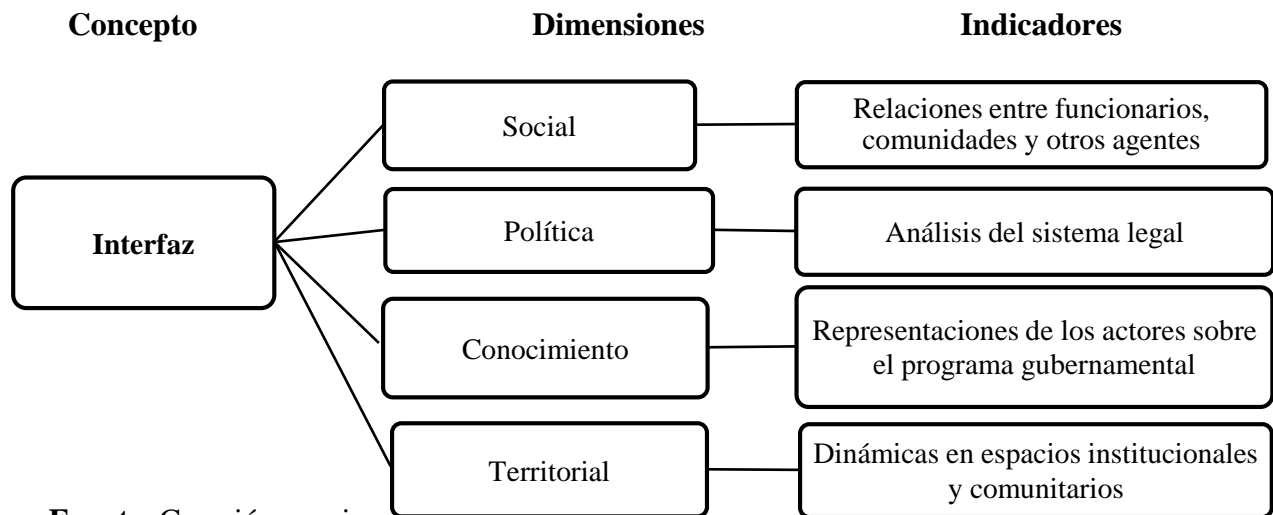 Concepto Dimensiones Indicadores
Social
Relaciones entre funcionarios,
comunidades y otros agentes
Interfaz
Política
Análisis del sistema legal
Conocimiento
Representaciones de los actores sobre
el programa gubernamental
Territorial
Dinámicas en espacios institucionales
y comunitarios